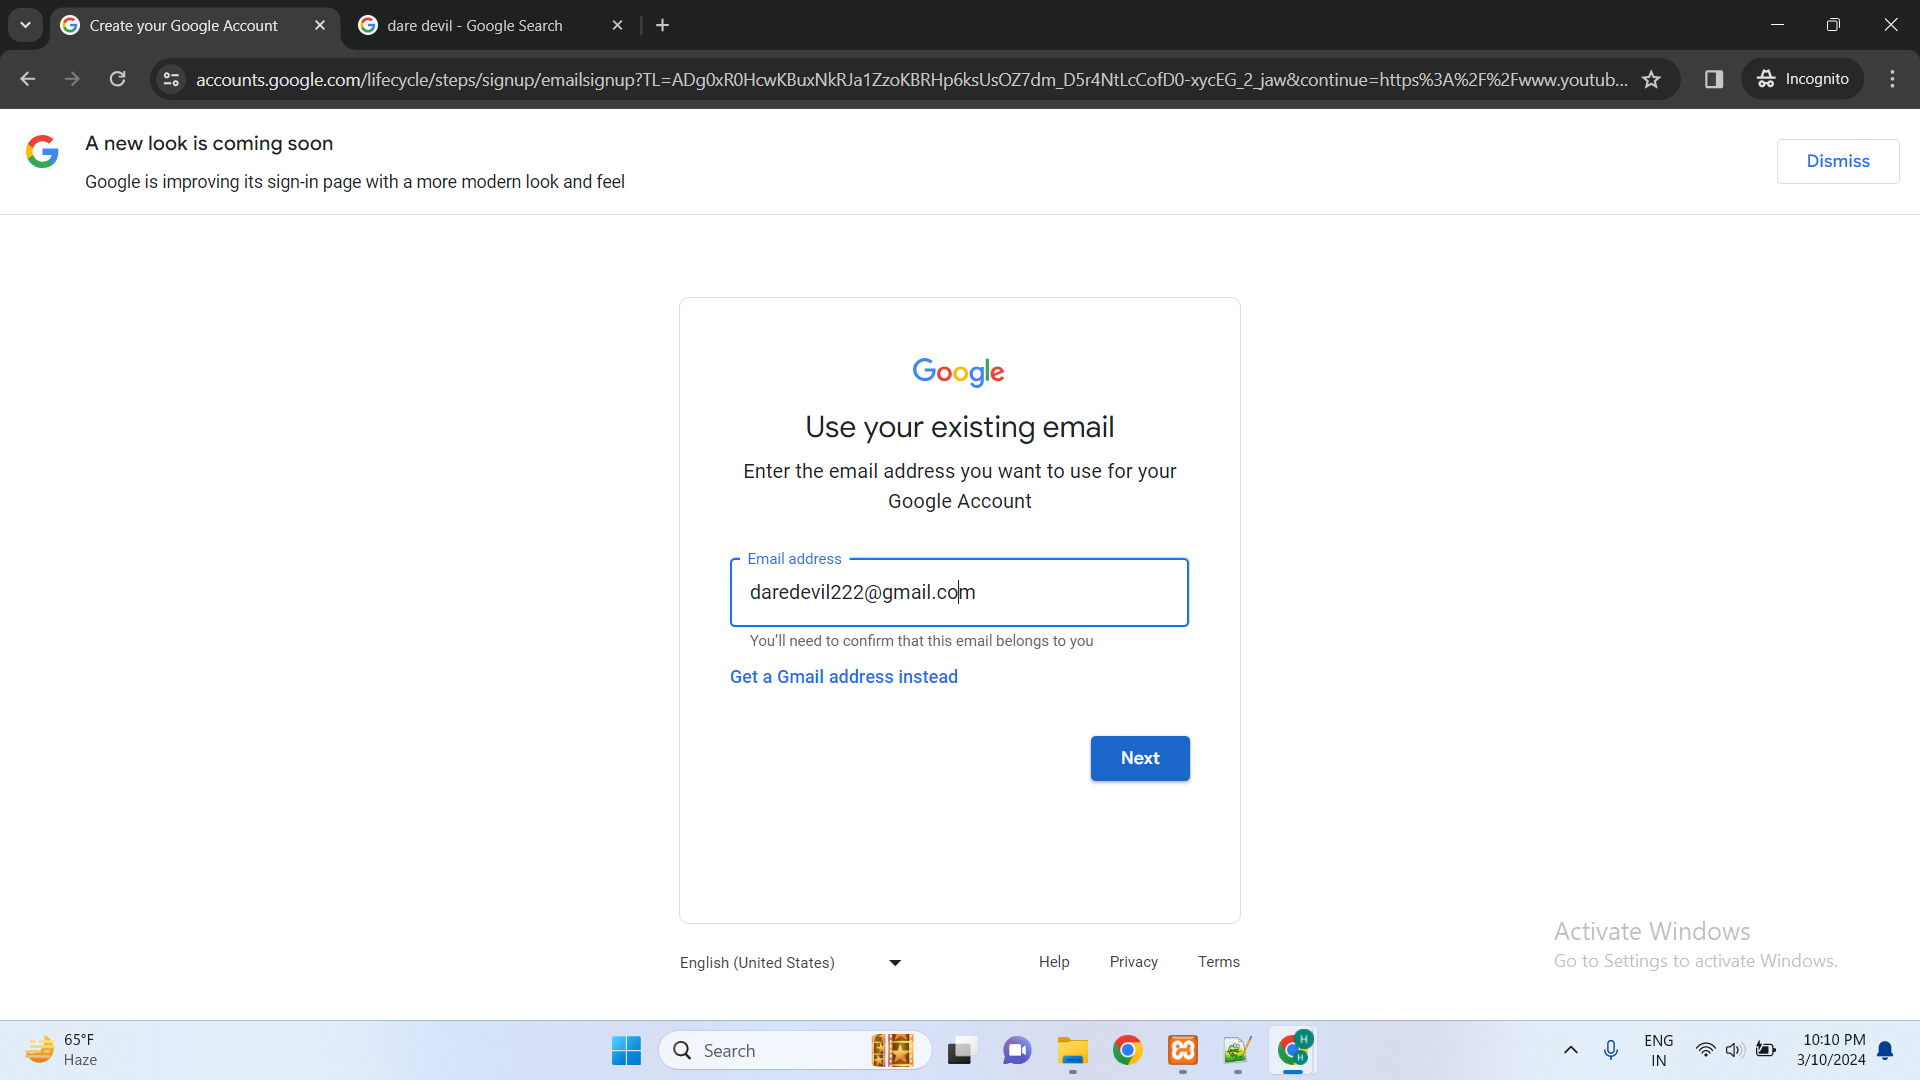 Create your Google Account
dare devil - Google Search
accounts.google.com/lifecycle/steps/signup/emailsignup?TL=ADg0xR0HcwKBuxNkRJa1ZzoKBRHp6ksUsOZ7dm_D5r4NtLcCofD0-xycEG_2_jaw&continue=https%3A%2F%2Fwww.youtub...
Incognito
A new look is coming soon
Google is improving its sign-in page with a more modern look and feel
Dismiss
Google
Use your existing email
Enter the email address you want to use for your
Google Account
Email address
daredevil222@gmail.com
You'll need to confirm that this email belongs to you
Get a Gmail address instead
Next
English (United States)
Help
Privacy
Terms
Activate Windows
Go to Settings to activate Windows.
65°F
Haze
Search
H
H
ENG
IN
10:10 PM
3/10/2024